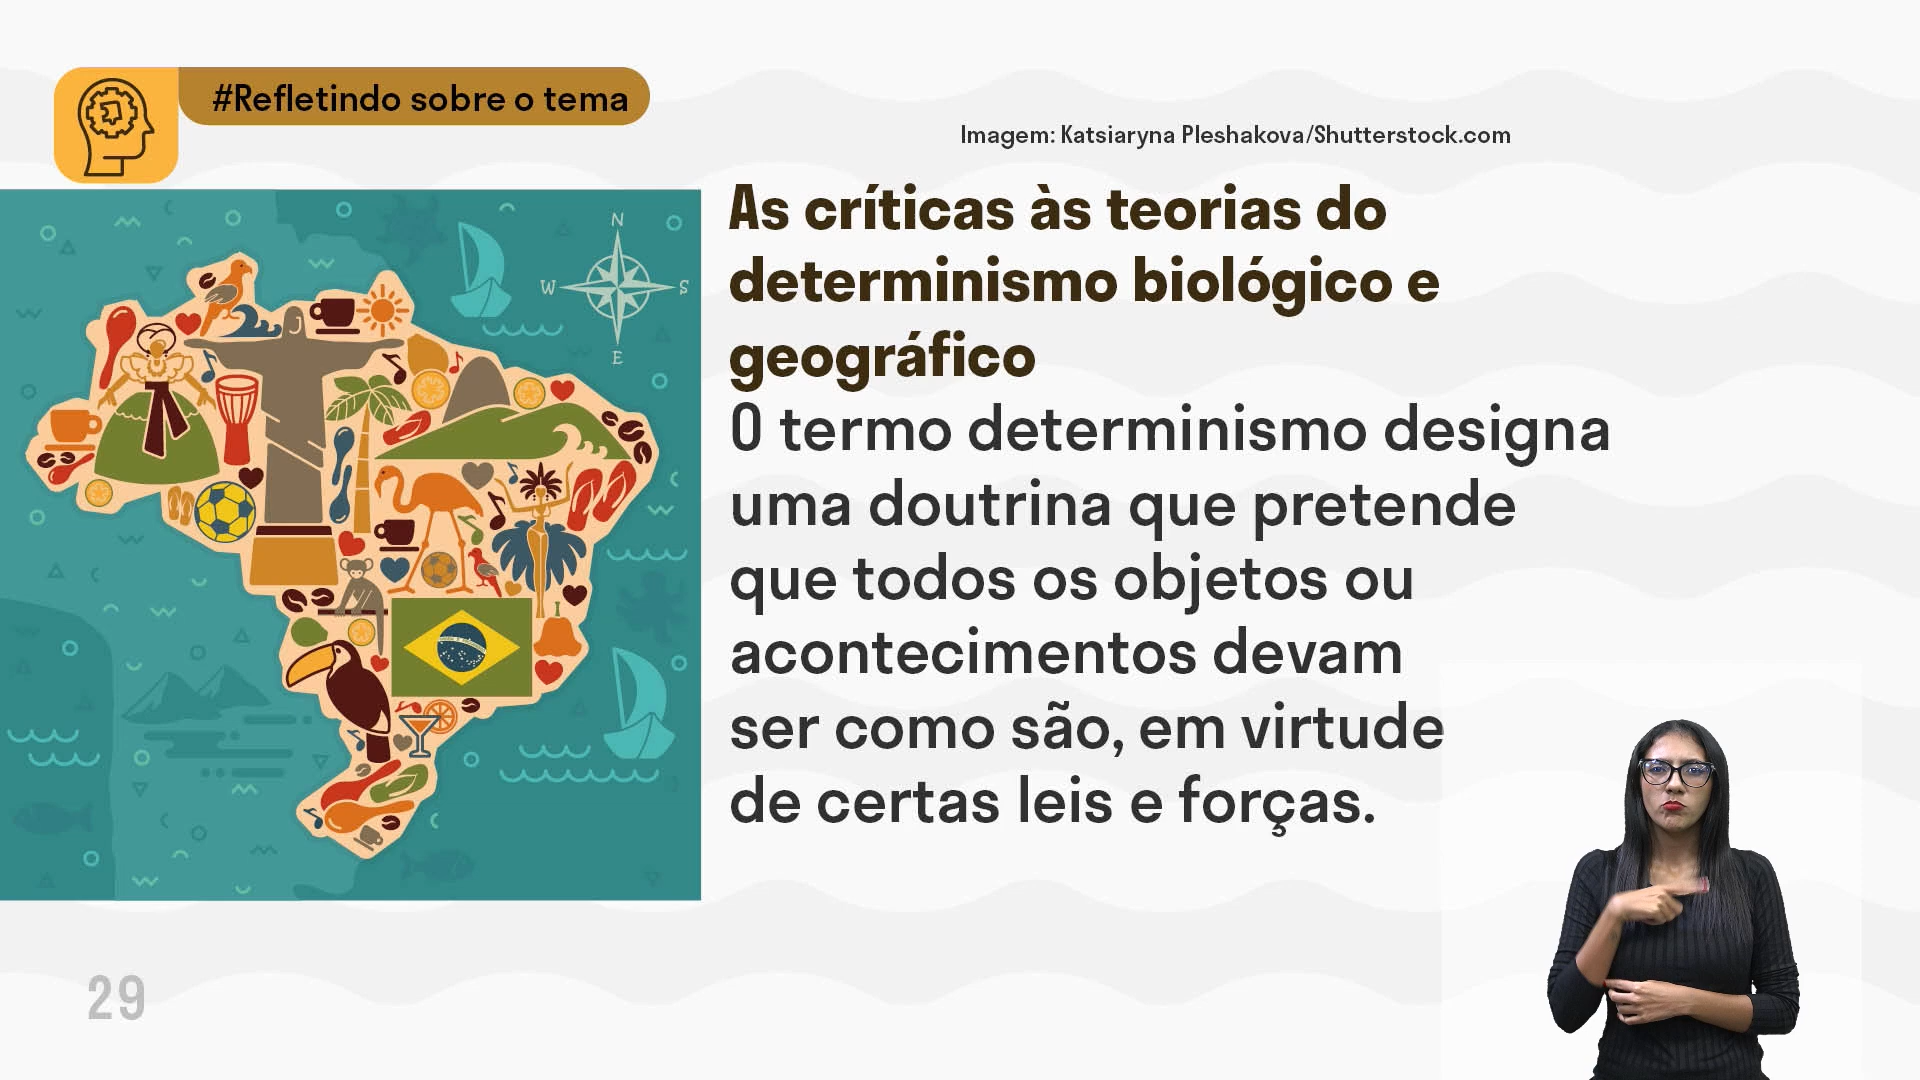 #Refletindo sobre o tema
Imagem: Katsiaryna Pleshakova/Shutterstock.com
As críticas às teorias do
determinismo biológico e
geográfico
O termo determinismo designa
uma doutrina que pretende
que todos os objetos ou
acontecimentos devam
ser como são, em virtude
de certas leis e forças.
N
W
S
E
29